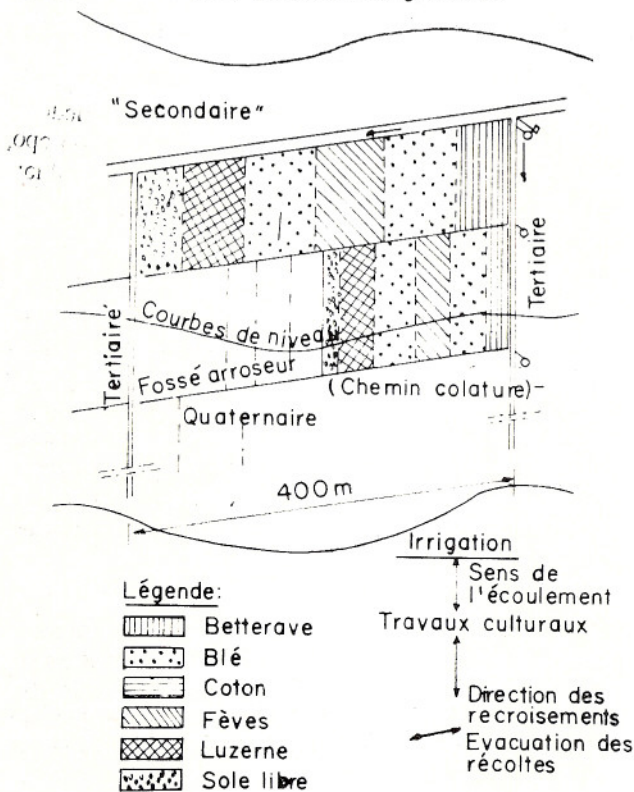 "Secondaire"
Tertiaire
Courbes de niveau
Tertiaire
Fossé arroseur
(Chemin colature)-
Quaternaire
400m
Légende:
Betterave
Blé
Coton
Fèves
Luzerne
Sole libre
Irrigation
Sens de
l'écoulement
Travaux culturaux
Direction des
recroisements
Evacuation des
récoltes